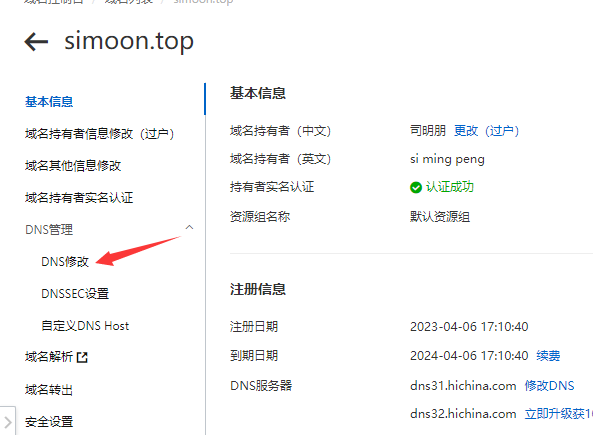 域名控制台 / 域名列表 / simoon.top
simoon.top
基本信息
域名持有者信息修改（过户）
域名其他信息修改
域名持有者实名认证
DNS管理
DNS修改
DNSSEC设置
自定义DNS Host
域名解析
域名转出
安全设置
基本信息
域名持有者（中文） 司明朋 更改（过户）
域名持有者（英文） si ming peng
持有者实名认证 认证成功
资源组名称 默认资源组
注册信息
注册日期 2023-04-06 17:10:40
到期日期 2024-04-06 17:10:40 续费
DNS服务器 dns31.hichina.com 修改DNS
dns32.hichina.com 立即升级获10